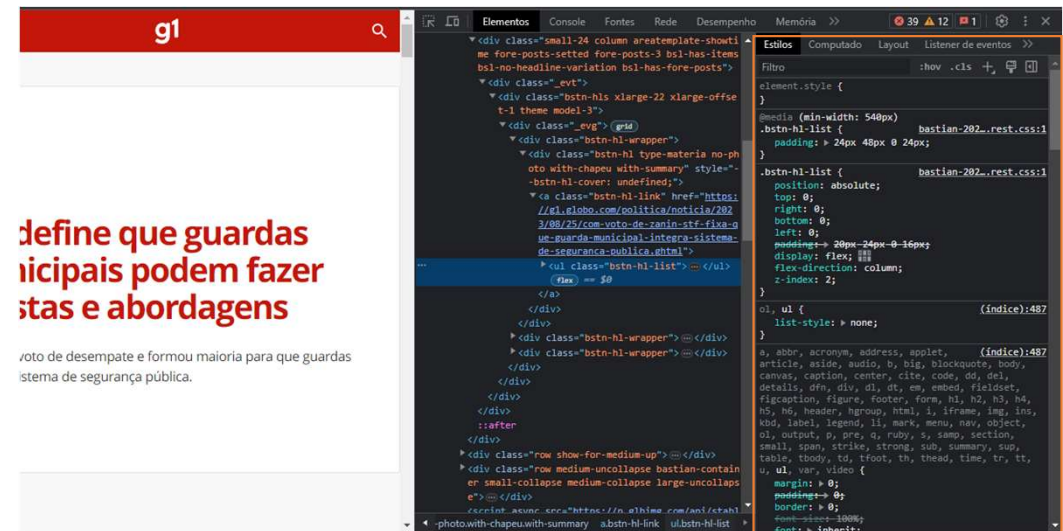 g1
define que guardas
nicipais podem fazer
stas e abordagens
voto de desempate e formou maioria para que guardas
istema de segurança pública.
Elementos Console Fontes Rede Desempenho Memória >> 39 12 1
<div class="small-24 column areatemplate-showti
me fore-posts-setted fore-posts-3 bsl-has-items
bsl-no-headline-variation bsl-has-fore-posts">
<div class="_evt">
<div class="bstn-hls xlarge-22 xlarge-offse
t-1 theme model-3">
<div class="_evg"> grid
<div class="bstn-hl-wrapper">
<div class="bstn-hl type-materia no-ph
oto with-chapeu with-summary" style="-
-bstn-hl-cover: undefined;">
<a class="bstn-hl-link" href="https:
//g1.globo.com/politica/noticia/202
3/08/25/com-voto-de-zanin-stf-fixa-q
ue-guarda-municipal-integra-sistema-
de-seguranca-publica.ghtml">
... <ul class="bstn-hl-list"> … </ul>
flex == $0
</a>
</div>
</div>
<div class="bstn-hl-wrapper"> … </div>
<div class="bstn-hl-wrapper"> … </div>
</div>
</div>
</div>
</div>
::after
</div>
<div class="row show-for-medium-up"> … </div>
<div class="row medium-uncollapse bastian-contain
er small-collapse medium-collapse large-uncollaps
e"> … </div>
<script async src="https://p.glbimg.com/api/stabl
-photo.with-chapeu.with-summary a.bstn-hl-link ul.bstn-hl-list
Estilos Computado Layout Listener de eventos >>
Filtro :hov .cls +
element.style {
}
@media (min-width: 540px)
.bstn-hl-list { bastian-202….rest.css:1
padding: 24px 48px 0 24px;
}
.bstn-hl-list { bastian-202….rest.css:1
position: absolute;
top: 0;
right: 0;
bottom: 0;
left: 0;
padding: 20px 24px 0 16px;
display: flex;
flex-direction: column;
z-index: 2;
}
ol, ul { (índice):487
list-style: none;
}
a, abbr, acronym, address, applet, (índice):487
article, aside, audio, b, big, blockquote, body,
canvas, caption, center, cite, code, dd, del,
details, dfn, div, dl, dt, em, embed, fieldset,
figcaption, figure, footer, form, h1, h2, h3, h4,
h5, h6, header, hgroup, html, i, iframe, img, ins,
kbd, label, legend, li, mark, menu, nav, object,
ol, output, p, pre, q, ruby, s, samp, section,
small, span, strike, strong, sub, summary, sup,
table, tbody, td, tfoot, th, thead, time, tr, tt,
u, ul, var, video {
margin: 0;
padding: 0;
border: 0;
font-size: 100%;
font: inherit;